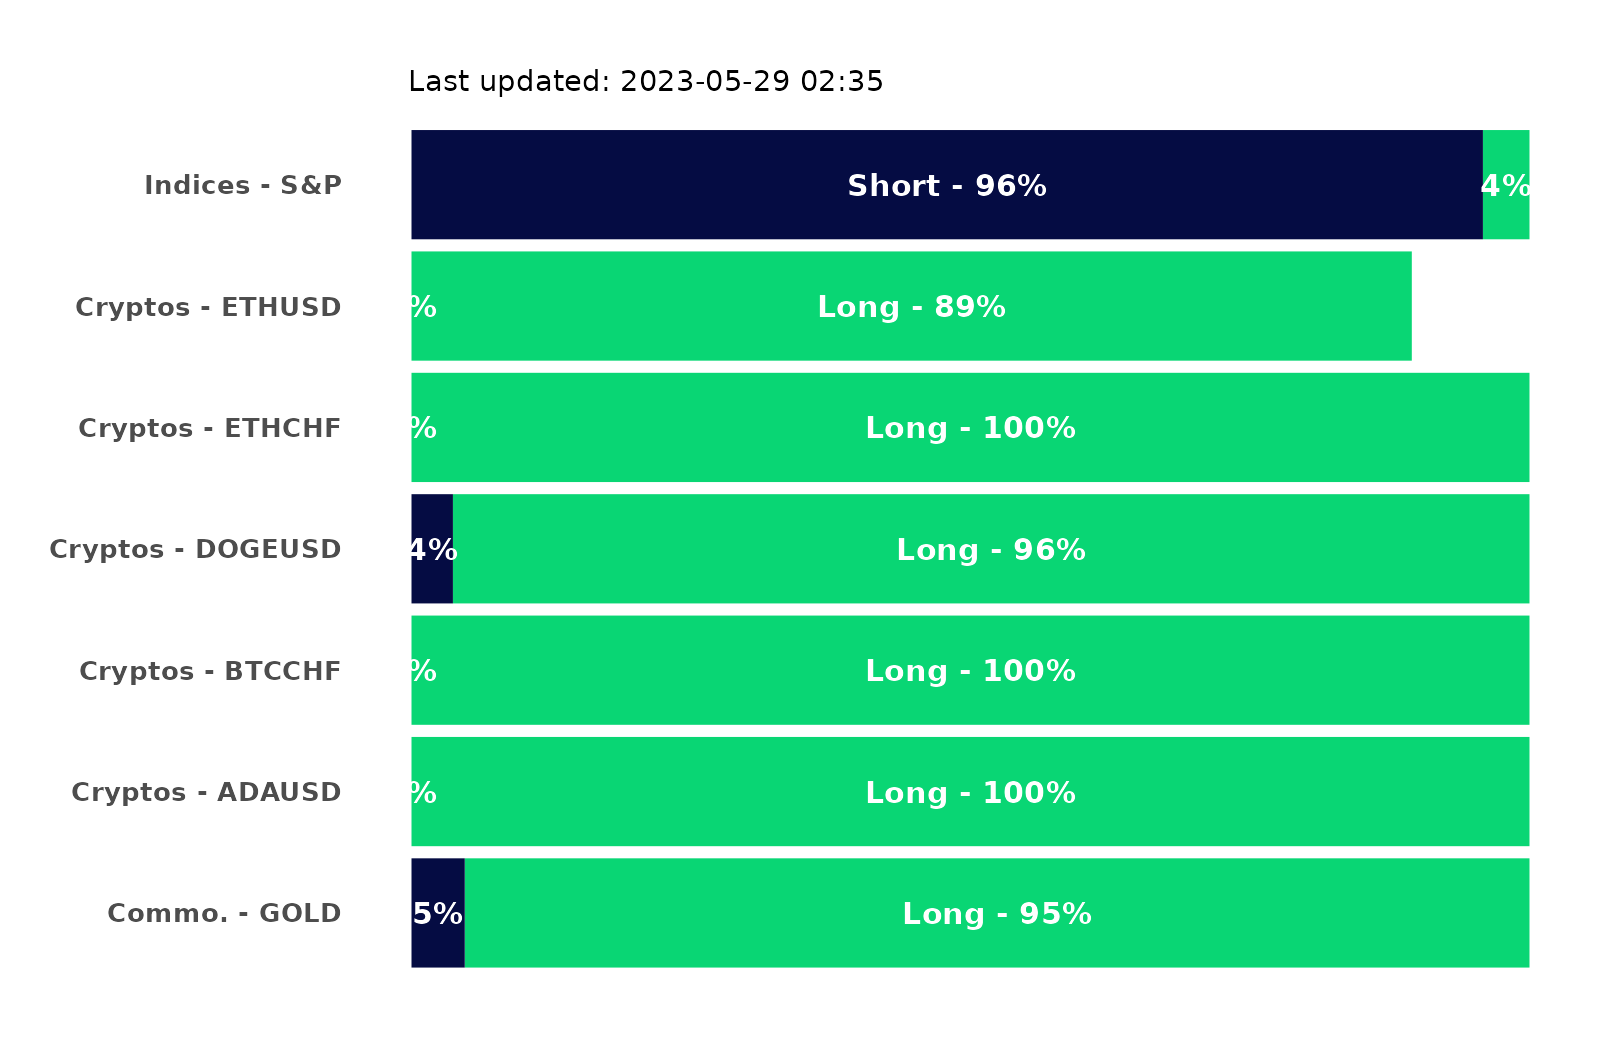 Last updated: 2023-05-29 02:35
Indices - S&P Short - 96% 4%
Cryptos - ETHUSD % Long - 89%
Cryptos - ETHCHF % Long - 100%
Cryptos - DOGEUSD 4% Long - 96%
Cryptos - BTCCHF % Long - 100%
Cryptos - ADAUSD % Long - 100%
Commo. - GOLD 5% Long - 95%